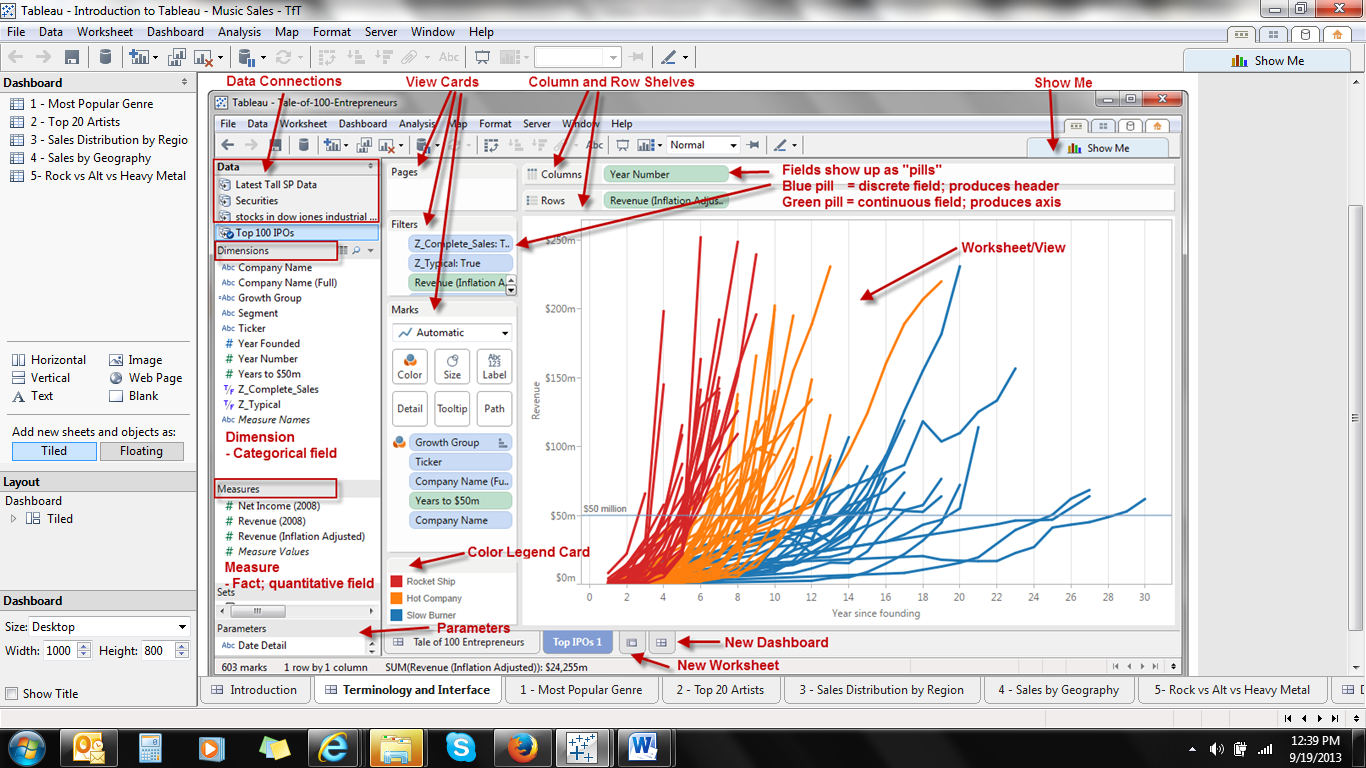 Tableau - Introduction to Tableau - Music Sales - TfT
File Data Worksheet Dashboard Analysis Map Format Server Window Help
Abc
Show Me
Dashboard
1 - Most Popular Genre
2 - Top 20 Artists
3 - Sales Distribution by Regio
4 - Sales by Geography
5- Rock vs Alt vs Heavy Metal
Horizontal
Image
Vertical
Web Page
Text
Blank
Add new sheets and objects as:
Tiled
Floating
Layout
Dashboard
Tiled
Dashboard
Size: Desktop
Width: 1000 Height: 800
Show Title
Data Connections
View Cards
Column and Row Shelves
Show Me
Tableau - Tale-of-100-Entrepreneurs
File Data Worksheet Dashboard Analysis Map Format Server Window Help
Abc
Normal
Show Me
Data
Latest Tall SP Data
Securities
stocks in dow jones industrial ...
Top 100 IPOs
Dimensions
Abc Company Name
Abc Company Name (Full)
=Abc Growth Group
Abc Segment
Abc Ticker
# Year Founded
# Year Number
# Years to $50m
T/F Z_Complete_Sales
T/F Z_Typical
Abc Measure Names
Dimension
- Categorical field
Measures
# Net Income (2008)
# Revenue (2008)
# Revenue (Inflation Adjusted)
# Measure Values
Measure
- Fact; quantitative field
Sets
Parameters
Abc Date Detail
Pages
Filters
Z_Complete_Sales: T..
Z_Typical: True
Revenue (Inflation A
Marks
Automatic
Color
Size
Abc
123
Label
Detail
Tooltip
Path
Growth Group
Ticker
Company Name (Fu..
Years to $50m
Company Name
Color Legend Card
Rocket Ship
Hot Company
Slow Burner
Parameters
Columns
Year Number
Rows
Revenue (Inflation Adjus..
Fields show up as "pills"
Blue pill = discrete field; produces header
Green pill = continuous field; produces axis
Worksheet/View
$250m
$200m
$150m
$100m
$50m
$0m
Revenue
$50 million
0 2 4 6 8 10 12 14 16 18 20 22 24 26 28 30
Year since founding
Tale of 100 Entrepreneurs
Top IPOs 1
New Dashboard
New Worksheet
603 marks 1 row by 1 column SUM(Revenue (Inflation Adjusted)): $24,255m
Introduction
Terminology and Interface
1 - Most Popular Genre
2 - Top 20 Artists
3 - Sales Distribution by Region
4 - Sales by Geography
5- Rock vs Alt vs Heavy Metal
12:39 PM
9/19/2013